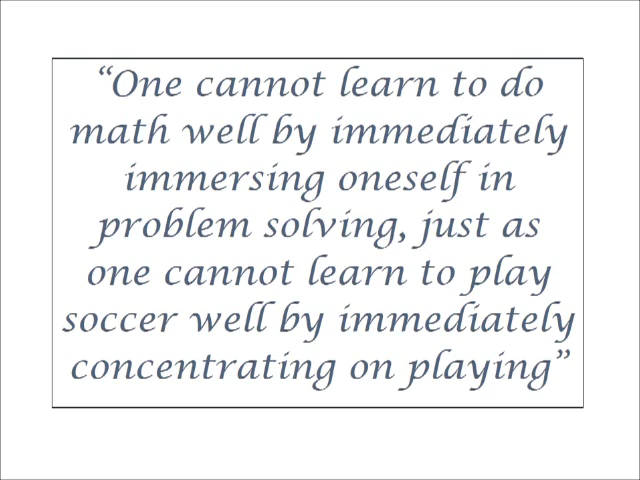 “One cannot learn to do
math well by immediately
immersing oneself in
problem solving, just as
one cannot learn to play
soccer well by immediately
concentrating on playing”